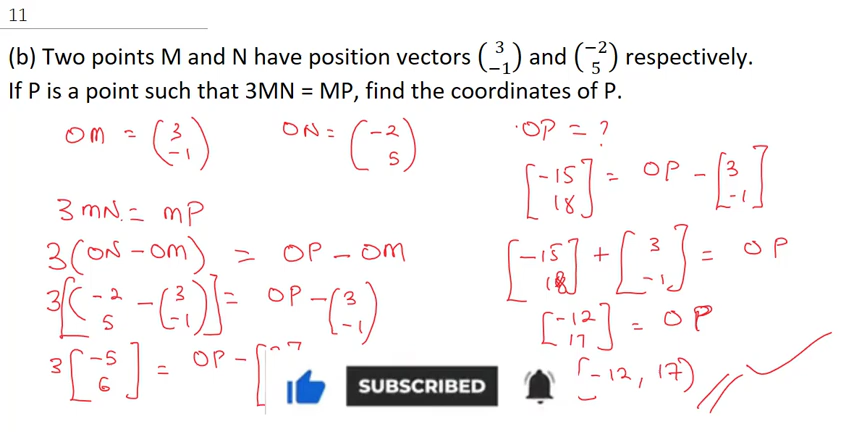 11
(b) Two points M and N have position vectors (3 -1) and (-2 5) respectively.
If P is a point such that 3MN = MP, find the coordinates of P.
OM = (3 -1)
ON = (-2 5)
3MN = MP
3(ON - OM) = OP - OM
3[(-2 5) - (3 -1)] = OP - (3 -1)
3[-5 6] = OP - [
OP = ?
[-15 18] = OP - [3 -1]
[-15 18] + [3 -1] = OP
[-12 17] = OP
[-12, 17)
SUBSCRIBED